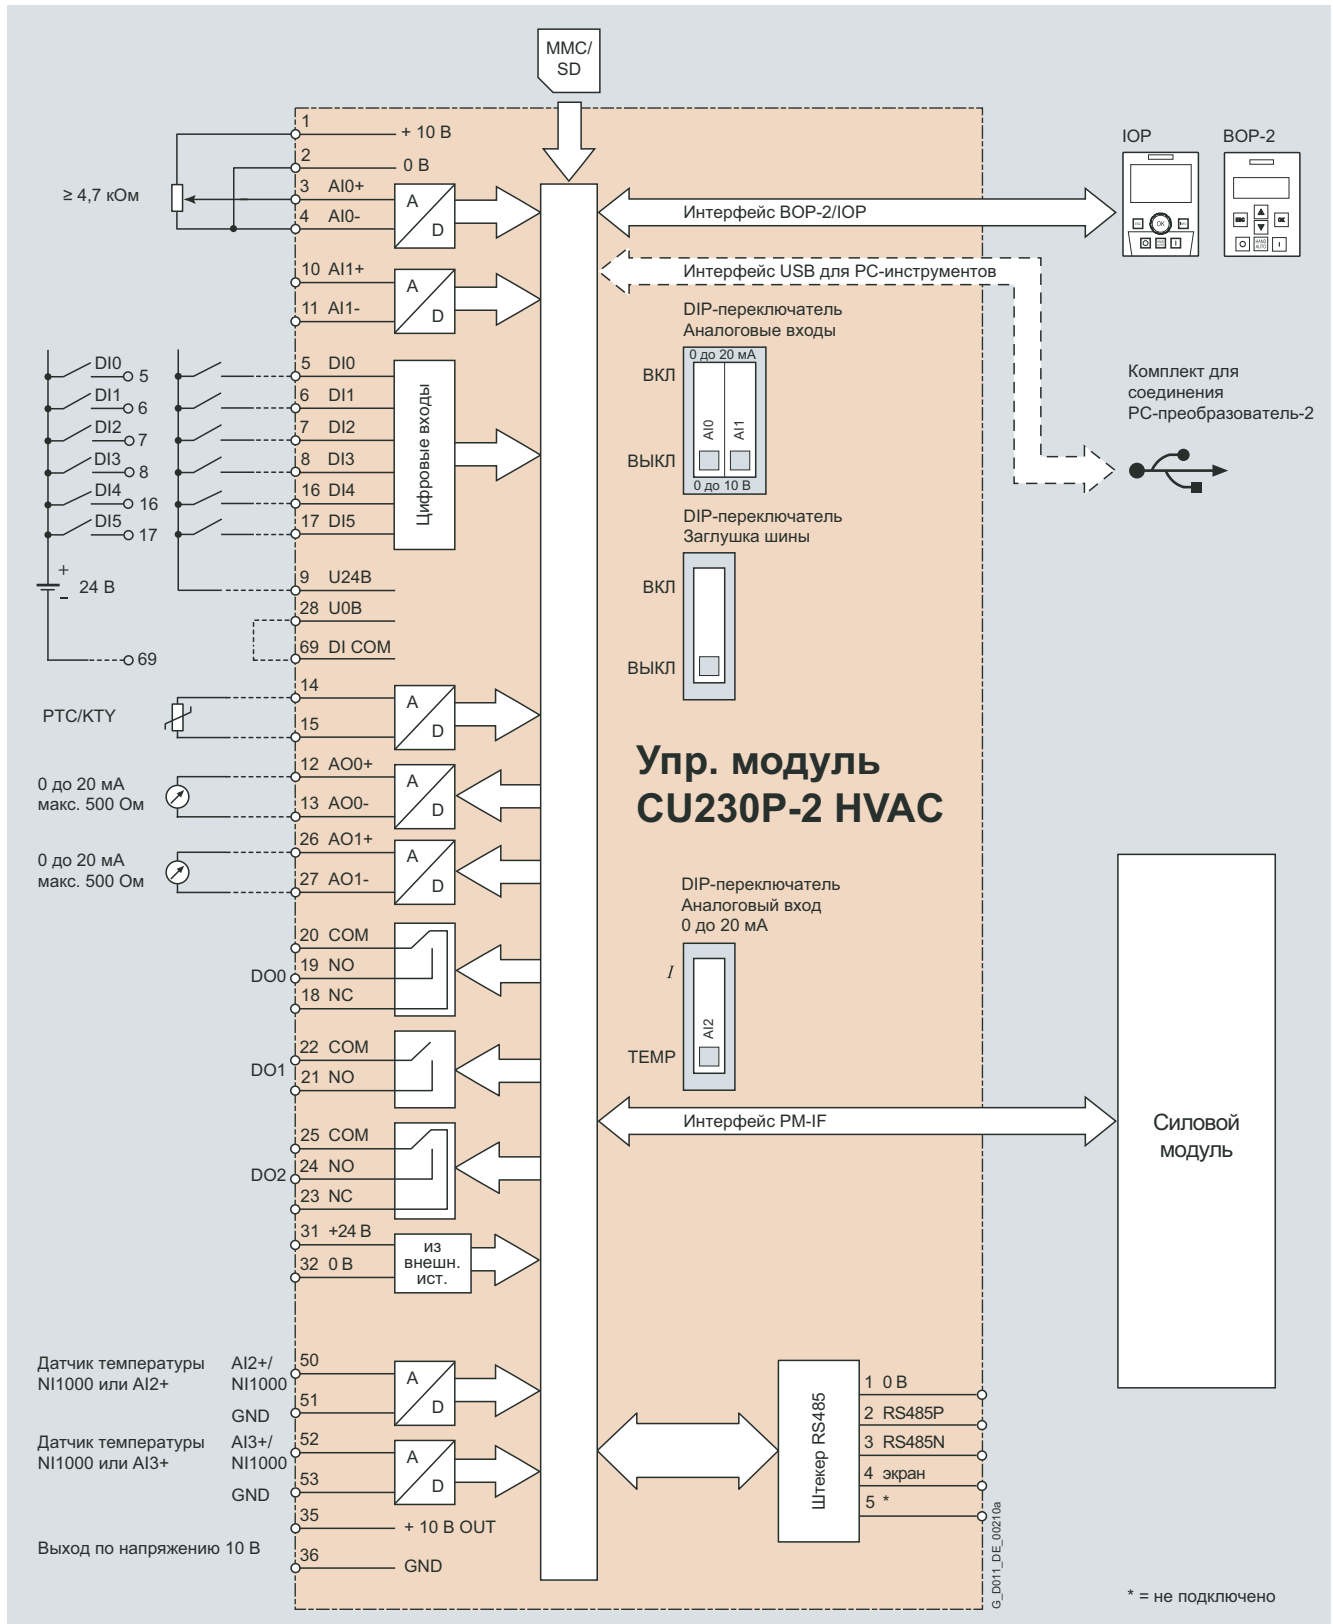 MMC/
SD
1
+ 10 В
2
0 В
≥ 4,7 кОм
3 AI0+
4 AI0-
A
D
10 AI1+
11 AI1-
A
D
IOP
BOP-2
OK
ESC
OK
HAND
AUTO
Интерфейс BOP-2/IOP
Интерфейс USB для PC-инструментов
DIP-переключатель
Аналоговые входы
0 до 20 мА
ВКЛ
AI0
AI1
ВЫКЛ
0 до 10 В
Комплект для
соединения
PC-преобразователь-2
DI0
5
DI1
6
DI2
7
DI3
8
DI4
16
DI5
17
5 DI0
6 DI1
7 DI2
8 DI3
16 DI4
17 DI5
Цифровые входы
DIP-переключатель
Заглушка шины
ВКЛ
ВЫКЛ
+
24 В
-
69
9 U24В
28 U0В
69 DI COM
PTC/KTY
14
15
A
D
Упр. модуль
CU230P-2 HVAC
0 до 20 мА
макс. 500 Ом
12 AO0+
13 AO0-
A
D
0 до 20 мА
макс. 500 Ом
26 AO1+
27 AO1-
A
D
DIP-переключатель
Аналоговый вход
0 до 20 мА
I
AI2
TEMP
DO0
20 COM
19 NO
18 NC
DO1
22 COM
21 NO
DO2
25 COM
24 NO
23 NC
Интерфейс PM-IF
Силовой
модуль
31 +24 В
32 0 В
из
внешн.
ист.
Датчик температуры
NI1000 или AI2+
AI2+/
NI1000
GND
50
51
A
D
Датчик температуры
NI1000 или AI3+
AI3+/
NI1000
GND
52
53
A
D
35
+ 10 В OUT
Выход по напряжению 10 В
36
GND
Штекер RS485
1 0 В
2 RS485P
3 RS485N
4 экран
5 *
G_D011_DE_00210a
* = не подключено